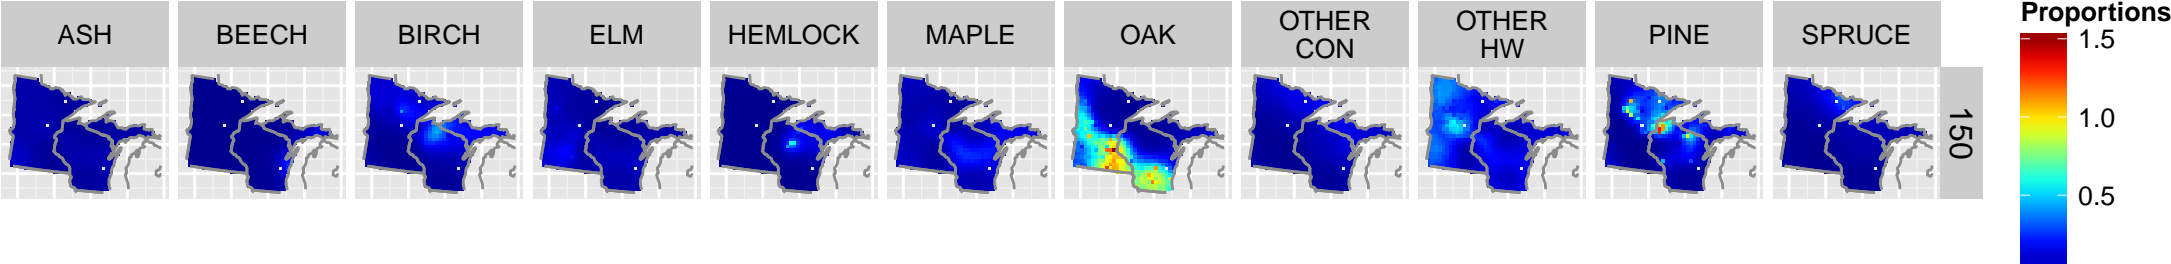 ASH
BEECH
BIRCH
ELM
HEMLOCK
MAPLE
OAK
OTHER
CON
OTHER
HW
PINE
SPRUCE
150
Proportions
1.5
1.0
0.5